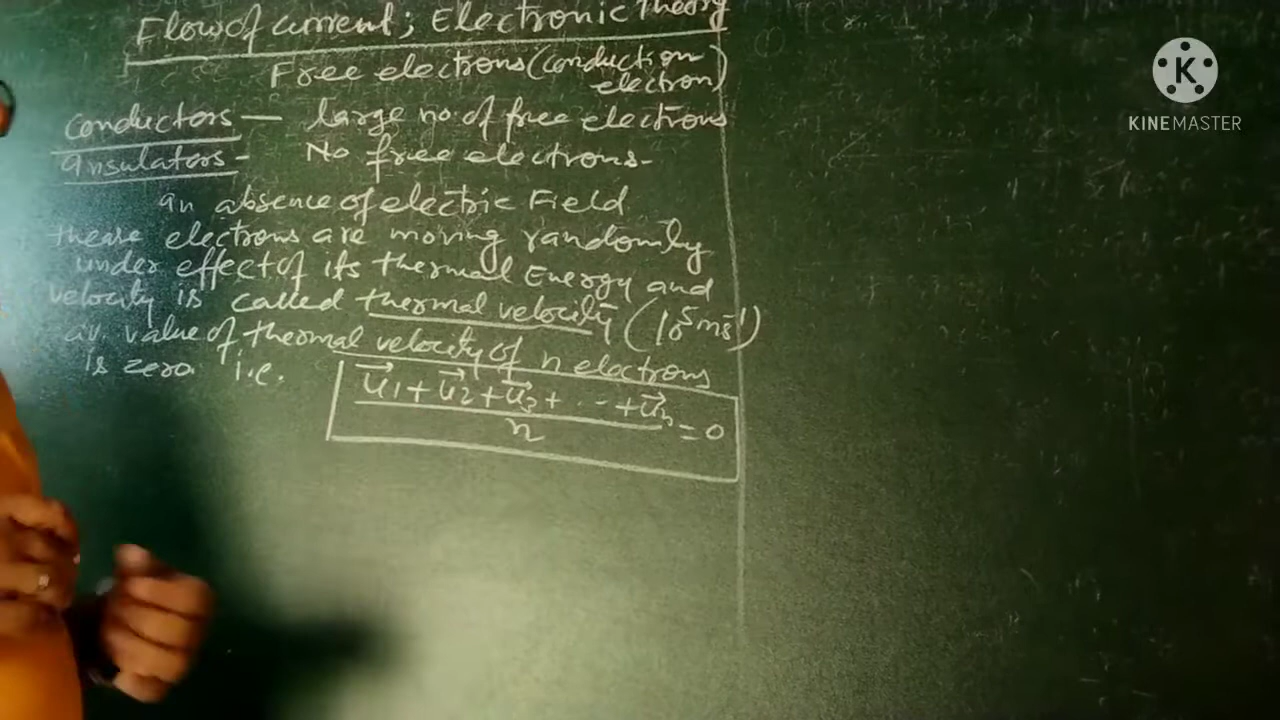 Flow of current; Electronic Theory
Free electrons (conduction electron)
Conductors — large no. of free electrons
Insulators - No free electrons -
In absence of electric Field
these electrons are moving randomly
under effect of its thermal Energy and
velocity is called thermal velocity (10⁵ ms⁻¹)
av. value of thermal velocity of n electrons
is zero i.e.
(u⃗1 + u⃗2 + u⃗3 + ... + u⃗n) / n = 0
K
KINEMASTER